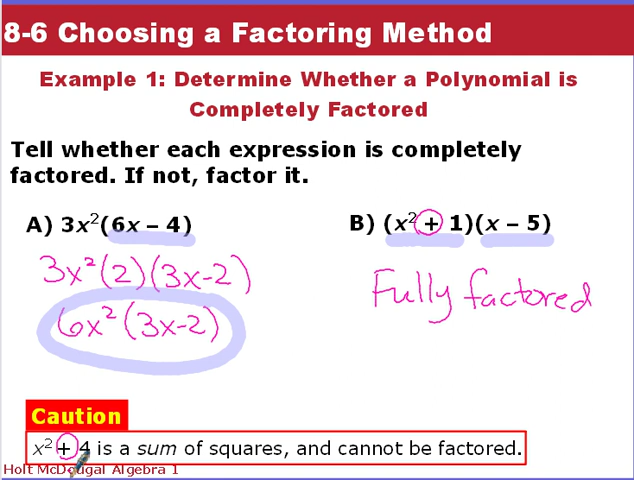 8-6 Choosing a Factoring Method
Example 1: Determine Whether a Polynomial is
Completely Factored
Tell whether each expression is completely
factored. If not, factor it.
A) 3x²(6x – 4)
B) (x² + 1)(x – 5)
3x²(2)(3x-2)
6x²(3x-2)
Fully factored
Caution
x² + 4 is a sum of squares, and cannot be factored.
Holt McDougal Algebra 1